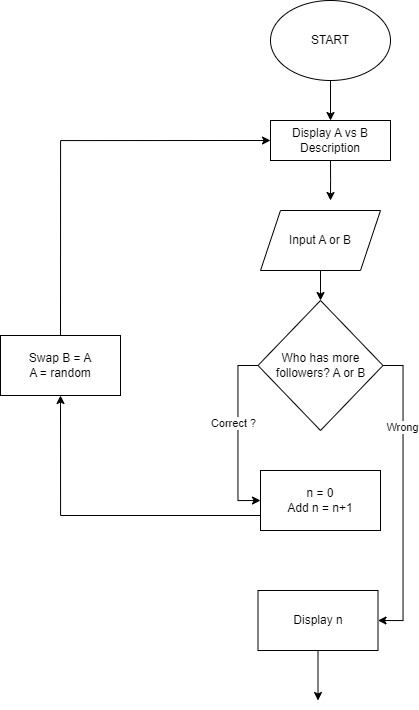 START
Display A vs B
Description
Input A or B
Who has more
followers? A or B
Swap B = A
A = random
Correct ?
Wrong
n = 0
Add n = n+1
Display n